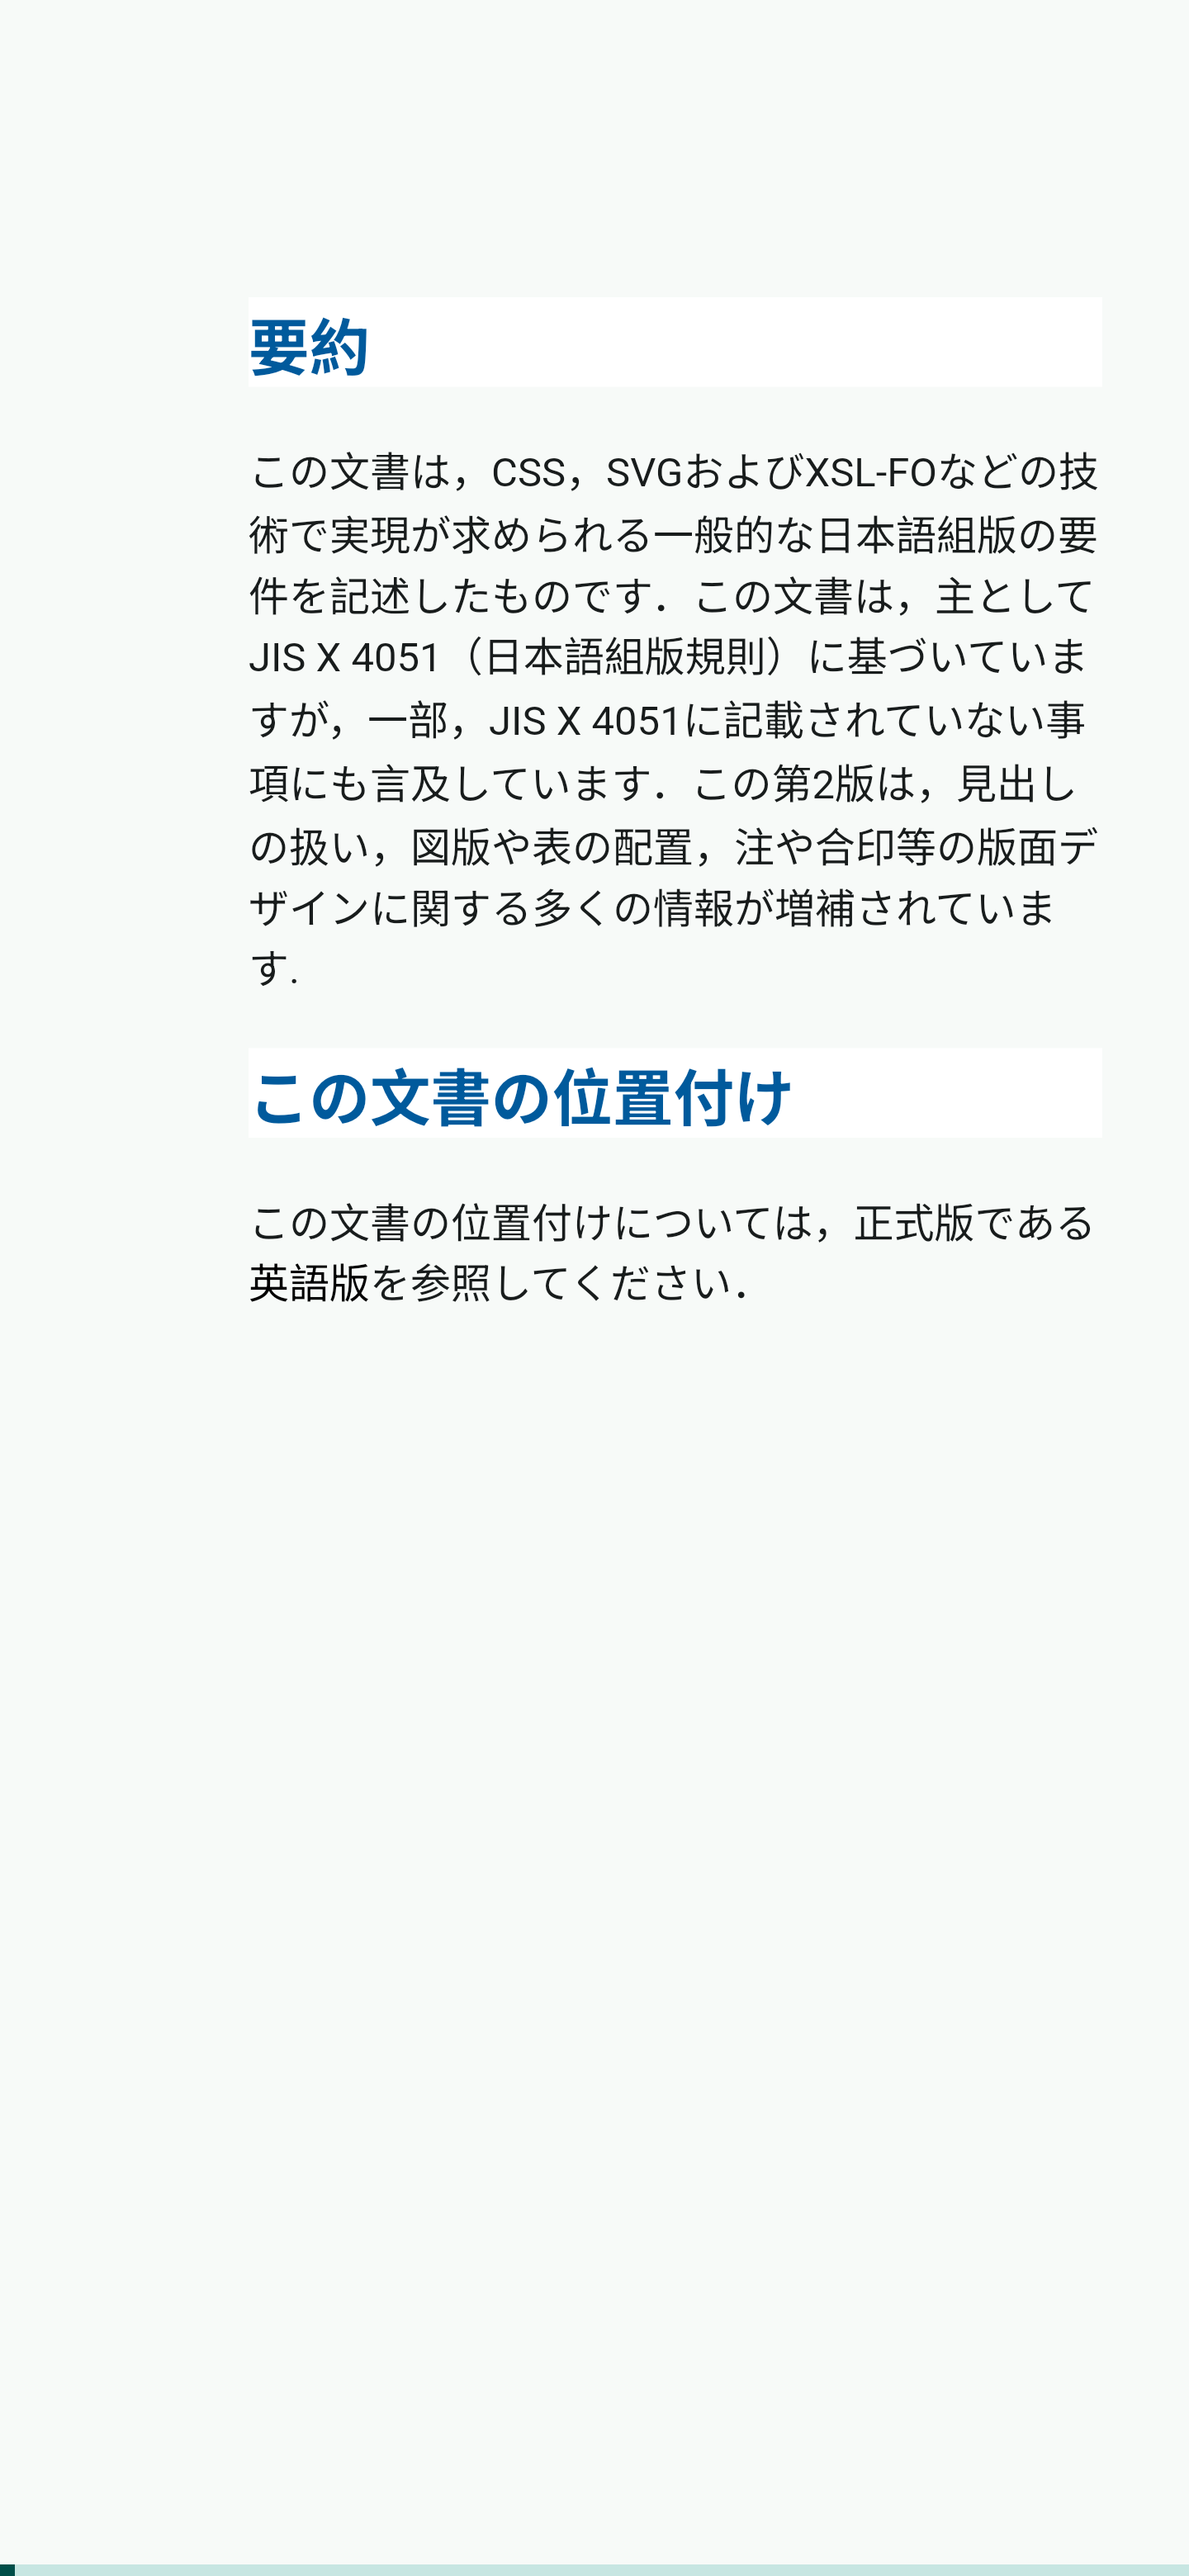 要約
この文書は，CSS，SVGおよびXSL-FOなどの技
術で実現が求められる一般的な日本語組版の要
件を記述したものです．この文書は，主として
JIS X 4051（日本語組版規則）に基づいていま
すが，一部，JIS X 4051に記載されていない事
項にも言及しています．この第2版は，見出し
の扱い，図版や表の配置，注や合印等の版面デ
ザインに関する多くの情報が増補されていま
す.
この文書の位置付け
この文書の位置付けについては，正式版である
英語版を参照してください．